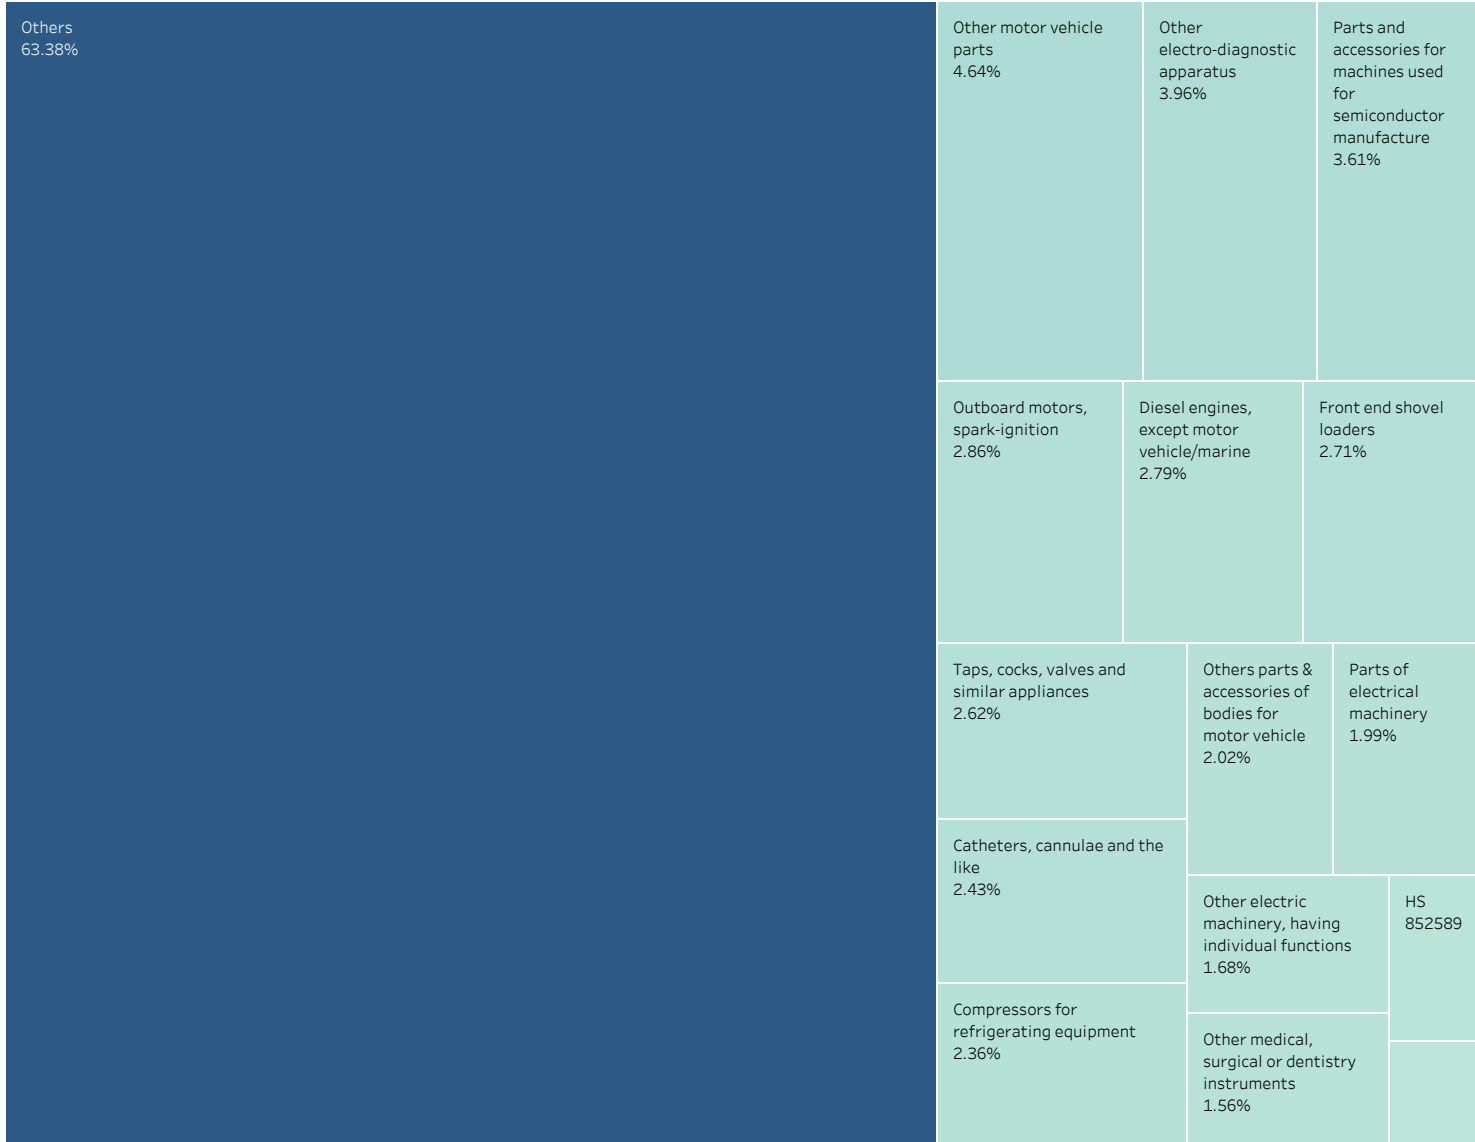 Others
63.38%
Other motor vehicle
parts
4.64%
Other
electro-diagnostic
apparatus
3.96%
Parts and
accessories for
machines used
for
semiconductor
manufacture
3.61%
Outboard motors,
spark-ignition
2.86%
Diesel engines,
except motor
vehicle/marine
2.79%
Front end shovel
loaders
2.71%
Taps, cocks, valves and
similar appliances
2.62%
Others parts &
accessories of
bodies for
motor vehicle
2.02%
Parts of
electrical
machinery
1.99%
Catheters, cannulae and the
like
2.43%
Other electric
machinery, having
individual functions
1.68%
HS
852589
Compressors for
refrigerating equipment
2.36%
Other medical,
surgical or dentistry
instruments
1.56%